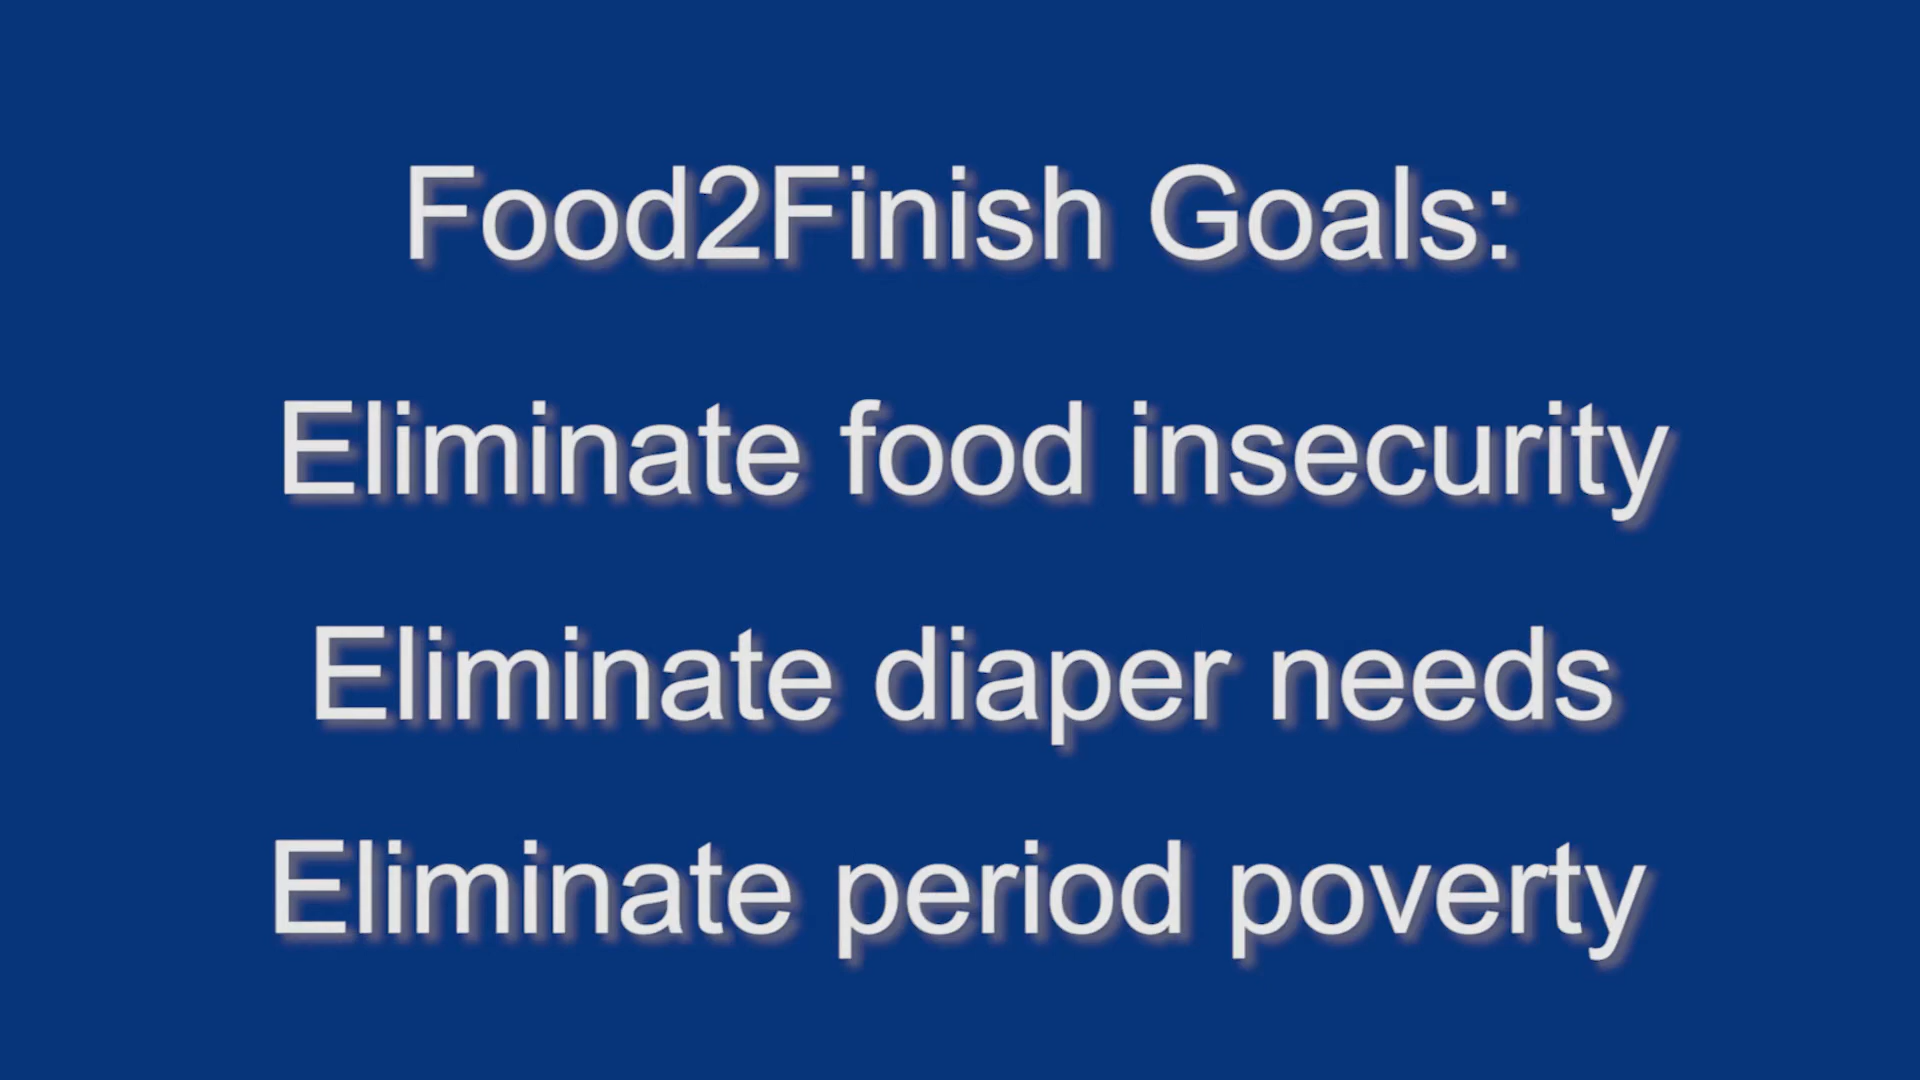 Food2Finish Goals:
Eliminate food insecurity
Eliminate diaper needs
Eliminate period poverty